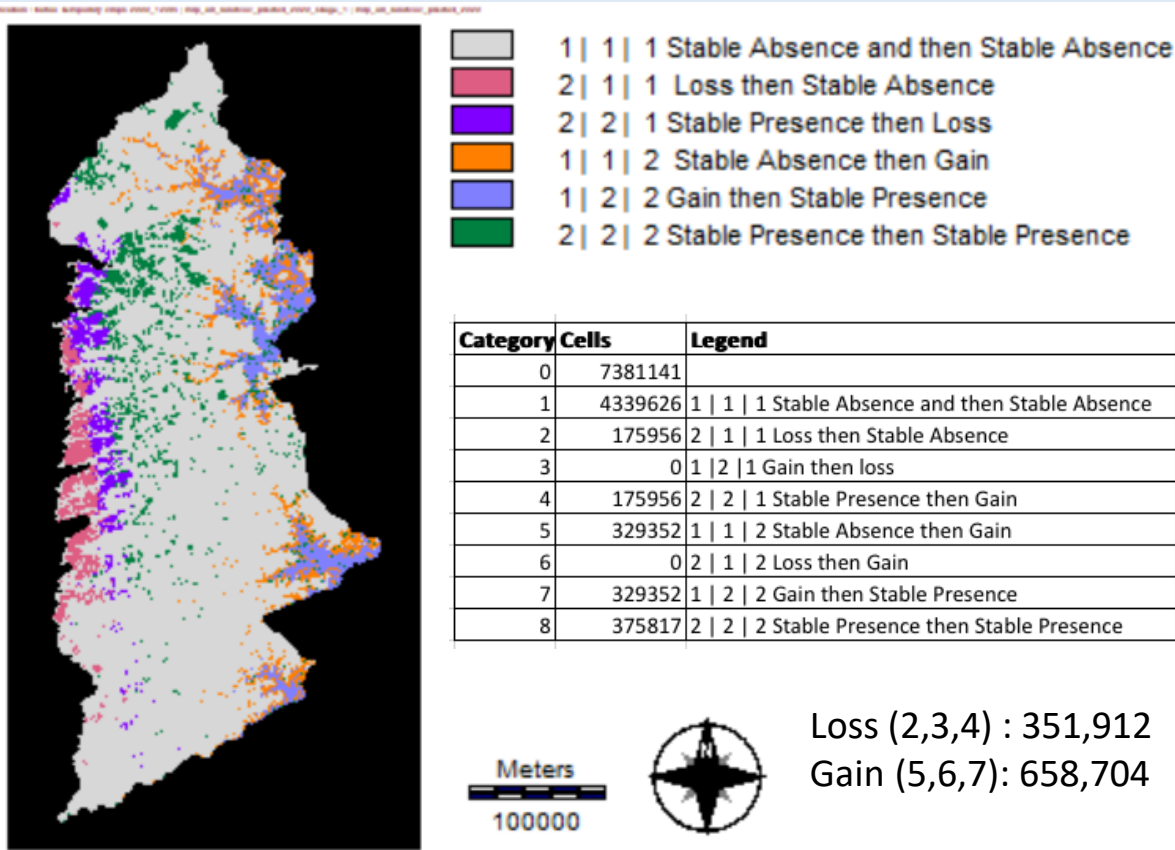 1| 1| 1 Stable Absence and then Stable Absence
2| 1| 1 Loss then Stable Absence
2| 2| 1 Stable Presence then Loss
1| 1| 2 Stable Absence then Gain
1| 2| 2 Gain then Stable Presence
2| 2| 2 Stable Presence then Stable Presence
Category Cells Legend
0 7381141
1 4339626 1 | 1 | 1 Stable Absence and then Stable Absence
2 175956 2 | 1 | 1 Loss then Stable Absence
3 0 1 |2 |1 Gain then loss
4 175956 2 | 2 | 1 Stable Presence then Gain
5 329352 1 | 1 | 2 Stable Absence then Gain
6 0 2 | 1 | 2 Loss then Gain
7 329352 1 | 2 | 2 Gain then Stable Presence
8 375817 2 | 2 | 2 Stable Presence then Stable Presence
Meters
100000
N
Loss (2,3,4) : 351,912
Gain (5,6,7): 658,704